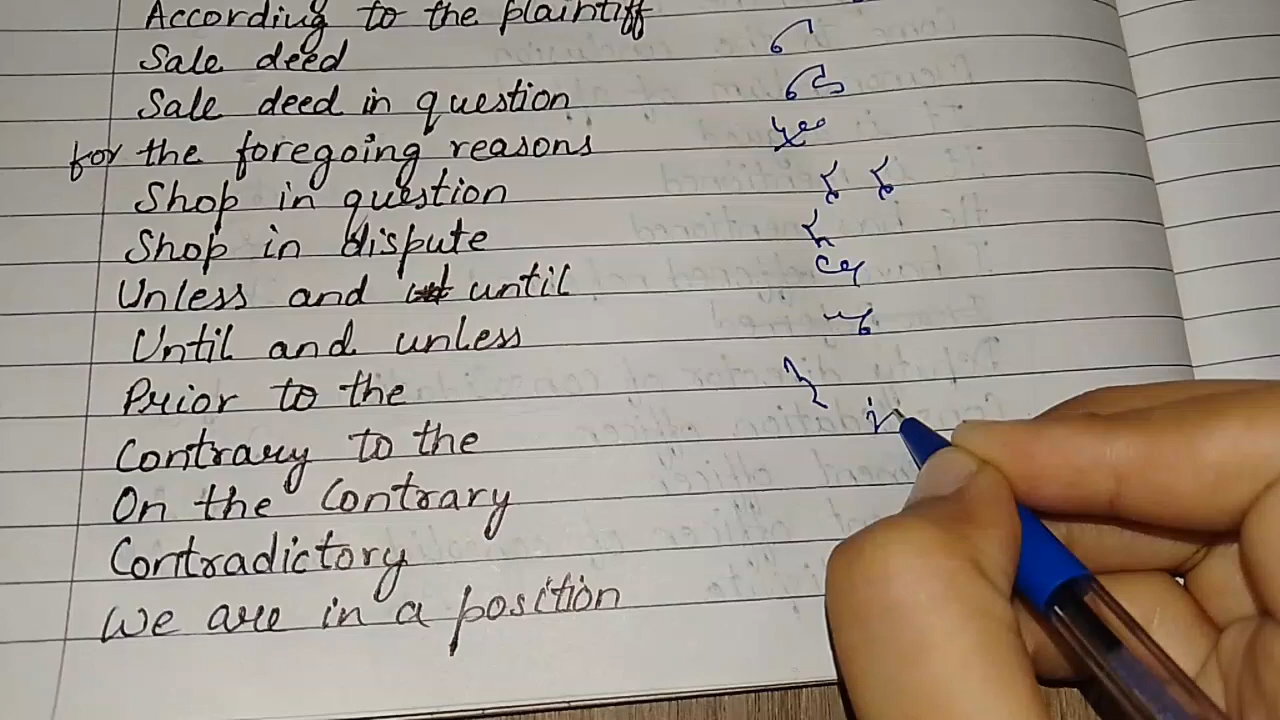 According to the plaintiff
Sale deed
Sale deed in question
for the foregoing reasons
Shop in question
Shop in dispute
Unless and until
Until and unless
Prior to the
Contrary to the
On the Contrary
Contradictory
We are in a position